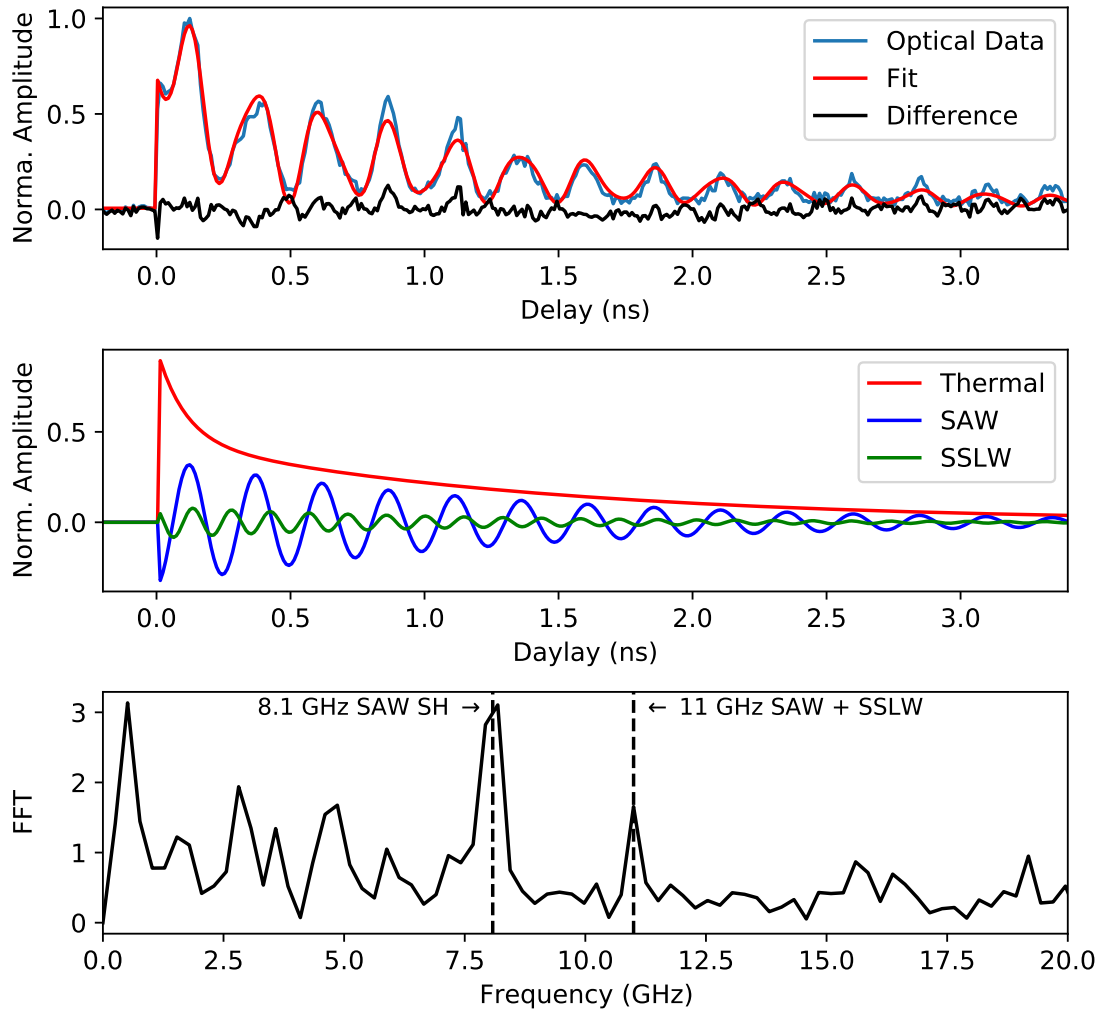 Norma. Amplitude
1.0
0.5
0.0
Optical Data
Fit
Difference
0.0 0.5 1.0 1.5 2.0 2.5 3.0
Delay (ns)
Norm. Amplitude
0.5
0.0
Thermal
SAW
SSLW
0.0 0.5 1.0 1.5 2.0 2.5 3.0
Daylay (ns)
FFT
3
2
1
0
8.1 GHz SAW SH →
← 11 GHz SAW + SSLW
0.0 2.5 5.0 7.5 10.0 12.5 15.0 17.5 20.0
Frequency (GHz)